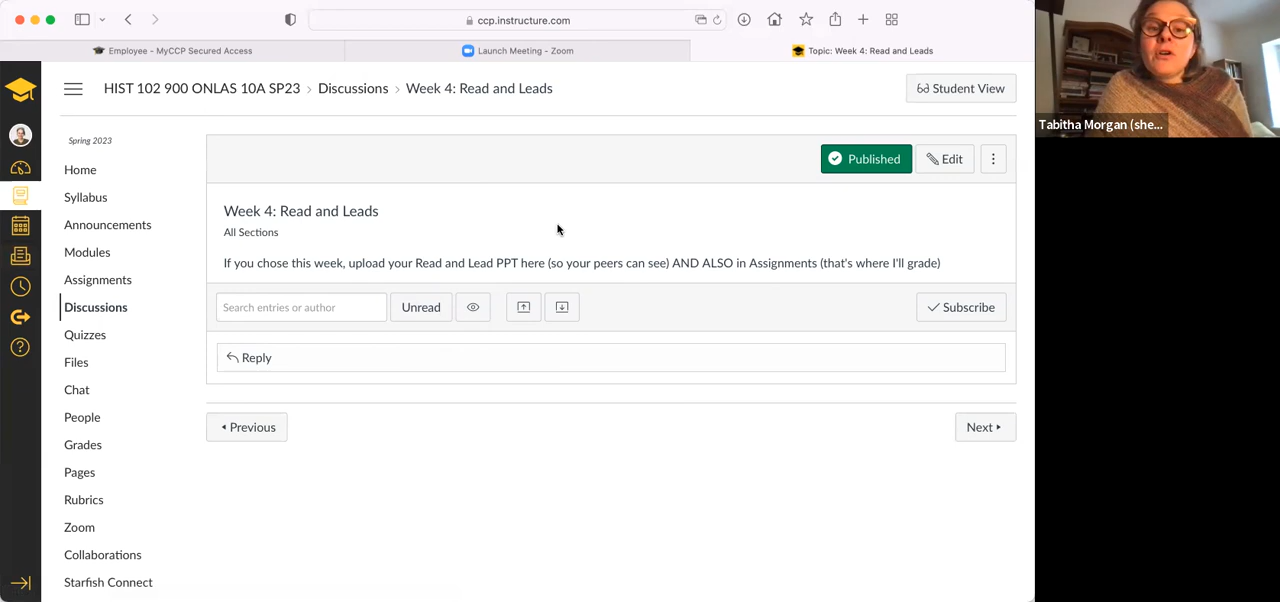 ccp.instructure.com
Employee - MyCCP Secured Access
Launch Meeting - Zoom
Topic: Week 4: Read and Leads
HIST 102 900 ONLAS 10A SP23 › Discussions › Week 4: Read and Leads
Student View
Spring 2023
Home
Syllabus
Announcements
Modules
Assignments
Discussions
Quizzes
Files
Chat
People
Grades
Pages
Rubrics
Zoom
Collaborations
Starfish Connect
Published
Edit
Week 4: Read and Leads
All Sections
If you chose this week, upload your Read and Lead PPT here (so your peers can see) AND ALSO in Assignments (that's where I'll grade)
Search entries or author
Unread
Subscribe
Reply
Previous
Next
Tabitha Morgan (she...